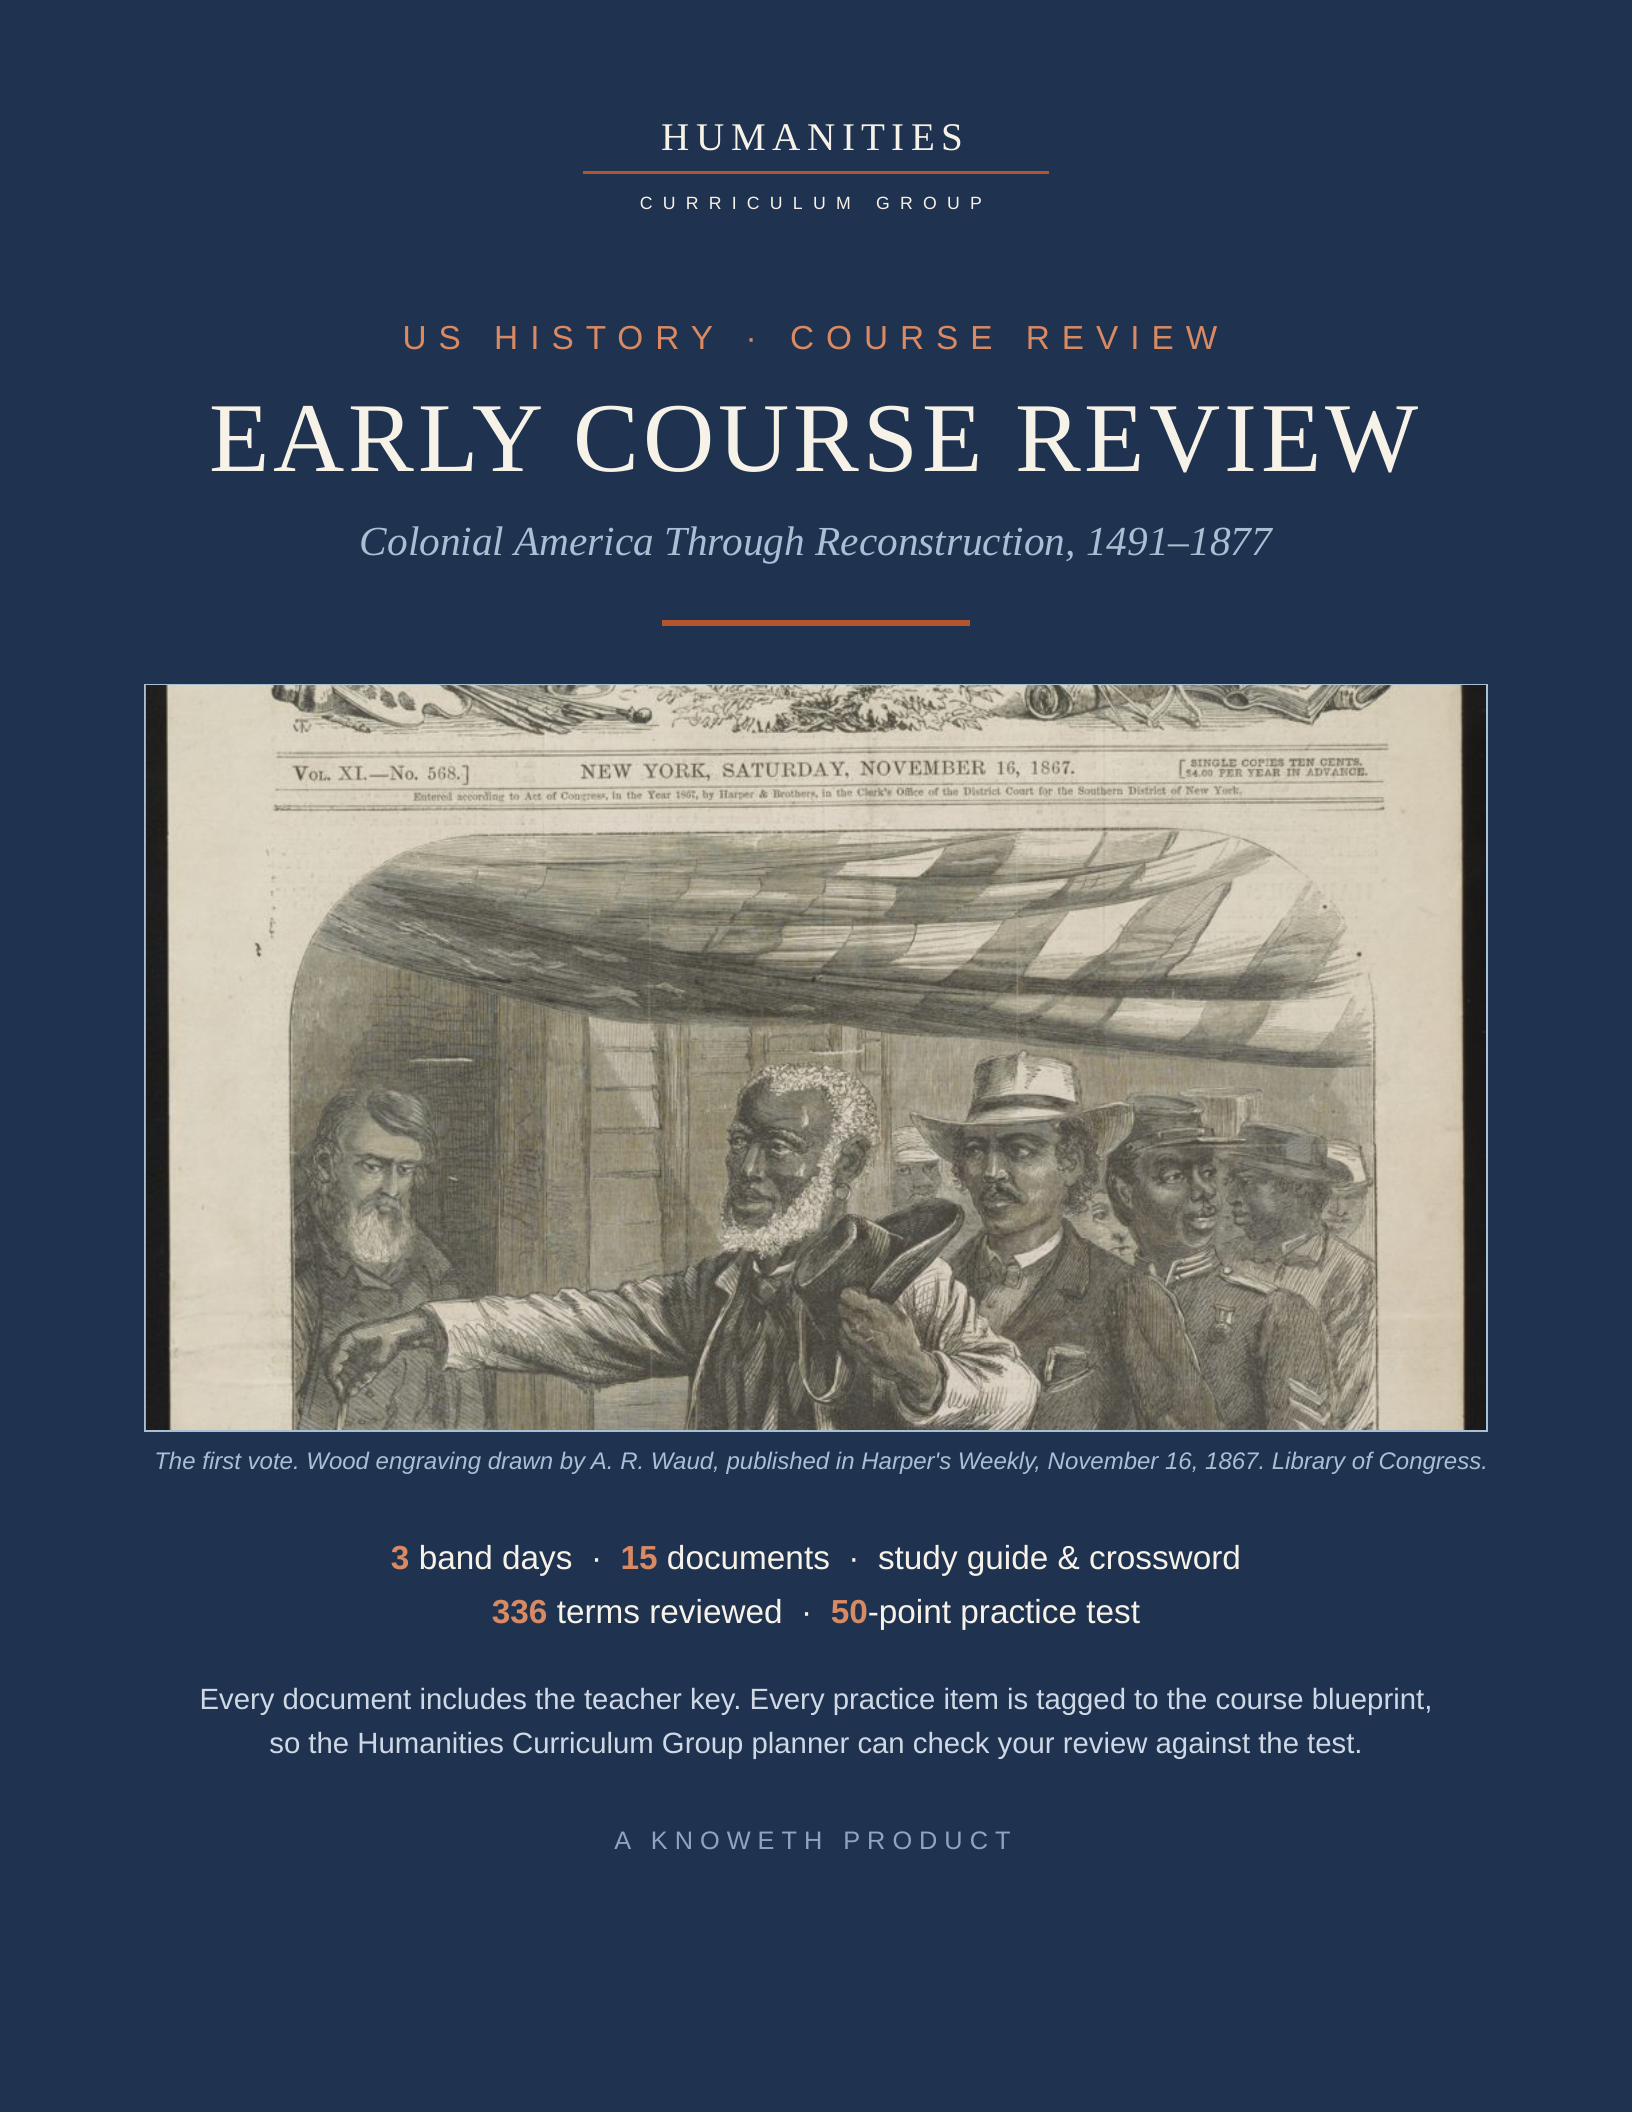 HUMANITIES
CURRICULUM GROUP
US HISTORY · COURSE REVIEW
EARLY COURSE REVIEW
Colonial America Through Reconstruction, 1491–1877
VOL. XI.—No. 568.]
NEW YORK, SATURDAY, NOVEMBER 16, 1867.
[SINGLE COPIES TEN CENTS.
$4.00 PER YEAR IN ADVANCE.
Entered according to Act of Congress, in the Year 1867, by Harper & Brothers, in the Clerk's Office of the District Court for the Southern District of New York.
The first vote. Wood engraving drawn by A. R. Waud, published in Harper's Weekly, November 16, 1867. Library of Congress.
3 band days · 15 documents · study guide & crossword
336 terms reviewed · 50-point practice test
Every document includes the teacher key. Every practice item is tagged to the course blueprint,
so the Humanities Curriculum Group planner can check your review against the test.
A KNOWETH PRODUCT